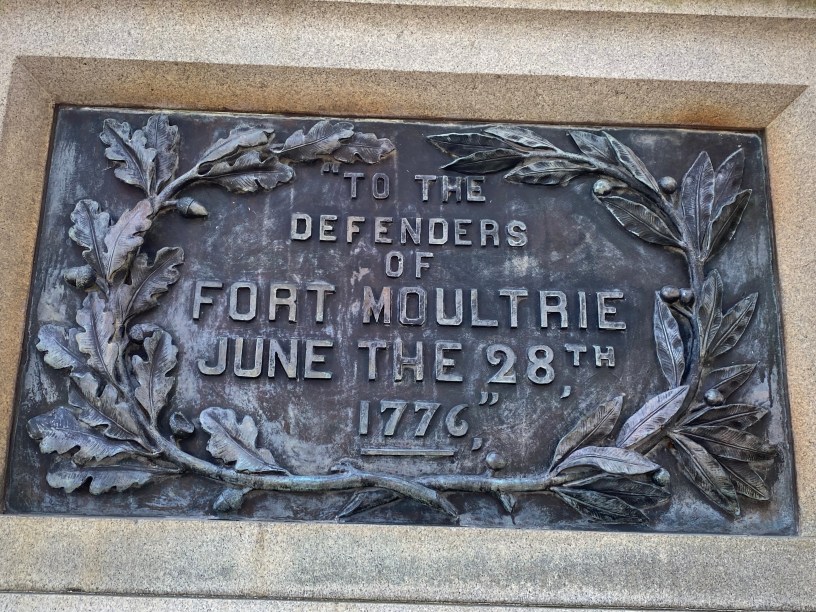 "TO THE
DEFENDERS
OF
FORT MOULTRIE
JUNE THE 28TH,
1776",